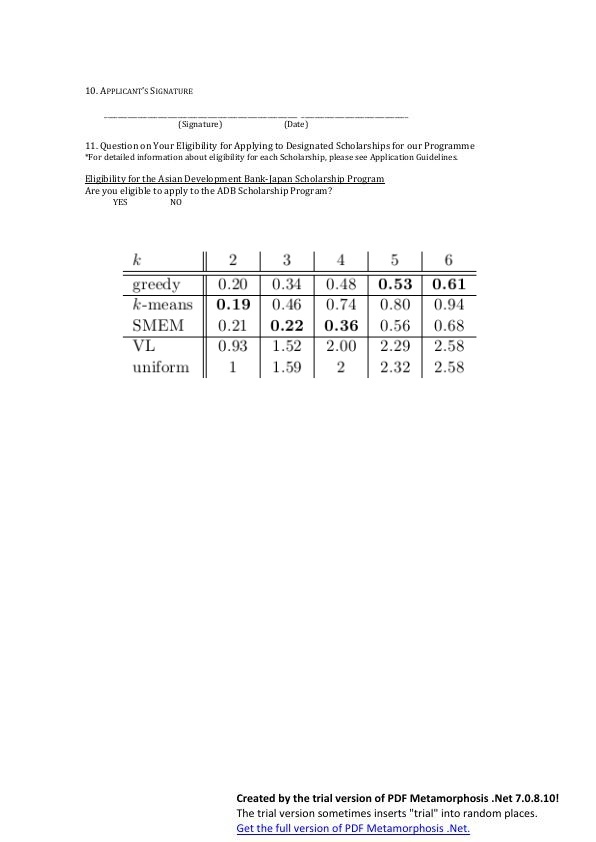 10. APPLICANT'S SIGNATURE
(Signature) (Date)
11. Question on Your Eligibility for Applying to Designated Scholarships for our Programme
*For detailed information about eligibility for each Scholarship, please see Application Guidelines.
Eligibility for the Asian Development Bank-Japan Scholarship Program
Are you eligible to apply to the ADB Scholarship Program?
YES NO
k 2 3 4 5 6
greedy 0.20 0.34 0.48 0.53 0.61
k-means 0.19 0.46 0.74 0.80 0.94
SMEM 0.21 0.22 0.36 0.56 0.68
VL 0.93 1.52 2.00 2.29 2.58
uniform 1 1.59 2 2.32 2.58
Created by the trial version of PDF Metamorphosis .Net 7.0.8.10!
The trial version sometimes inserts "trial" into random places.
Get the full version of PDF Metamorphosis .Net.